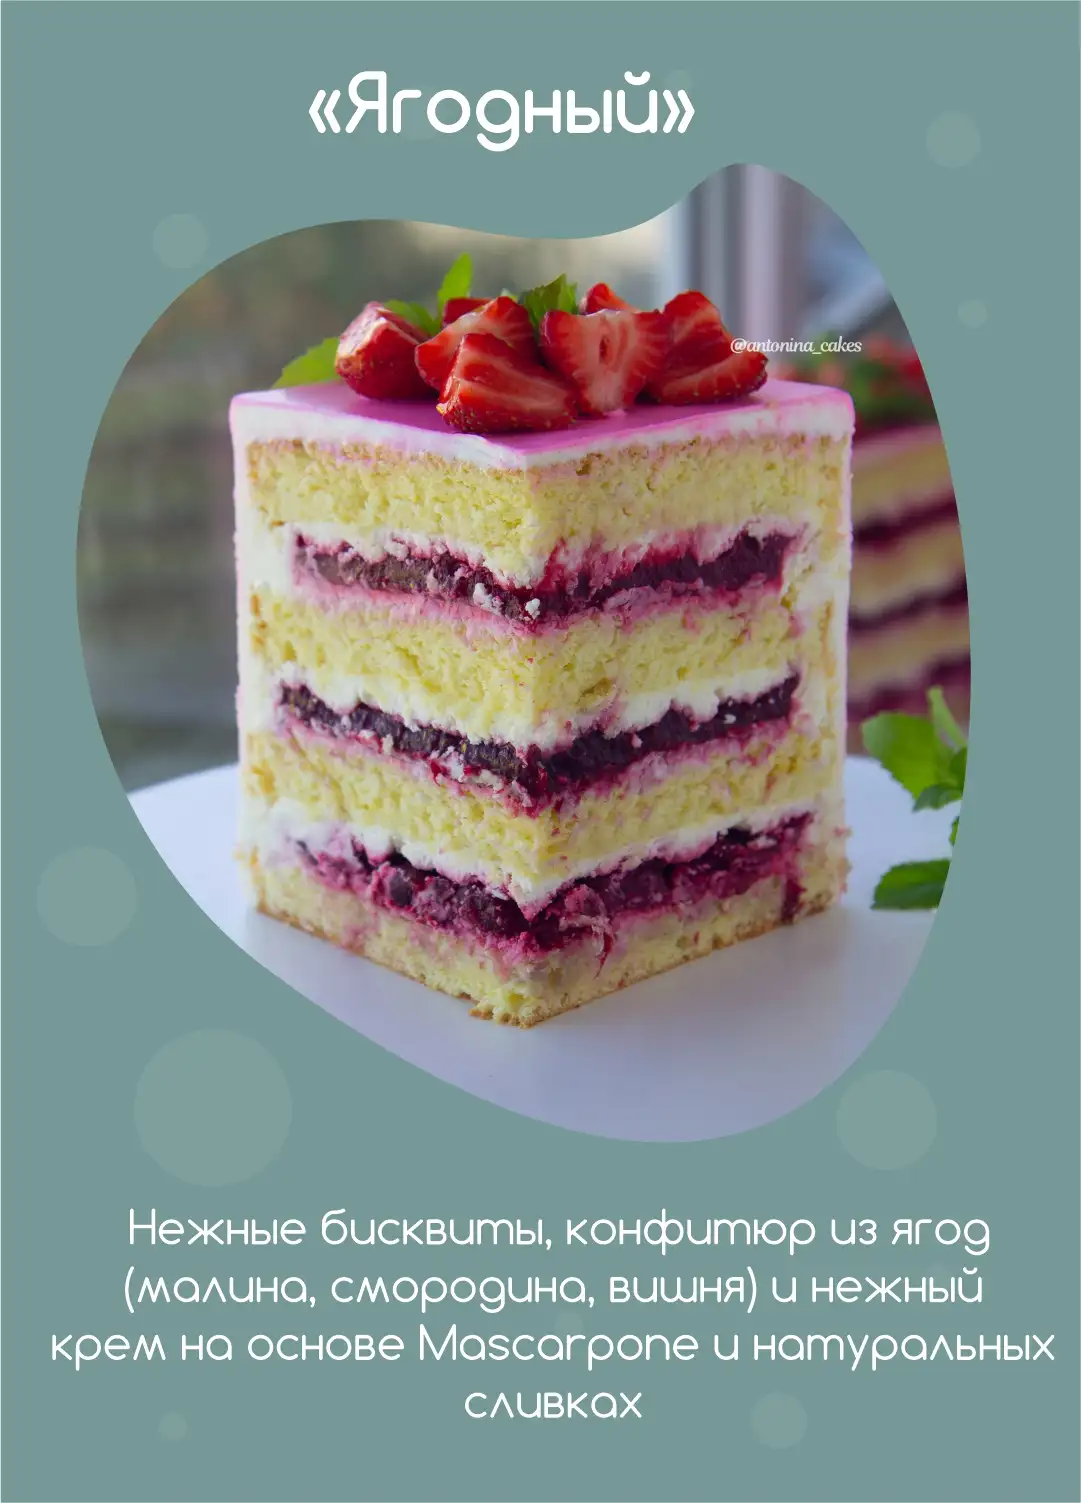 «Ягодный»
@antonina_cakes
Нежные бисквиты, конфитюр из ягод
(малина, смородина, вишня) и нежный
крем на основе Mascarpone и натуральных
сливках